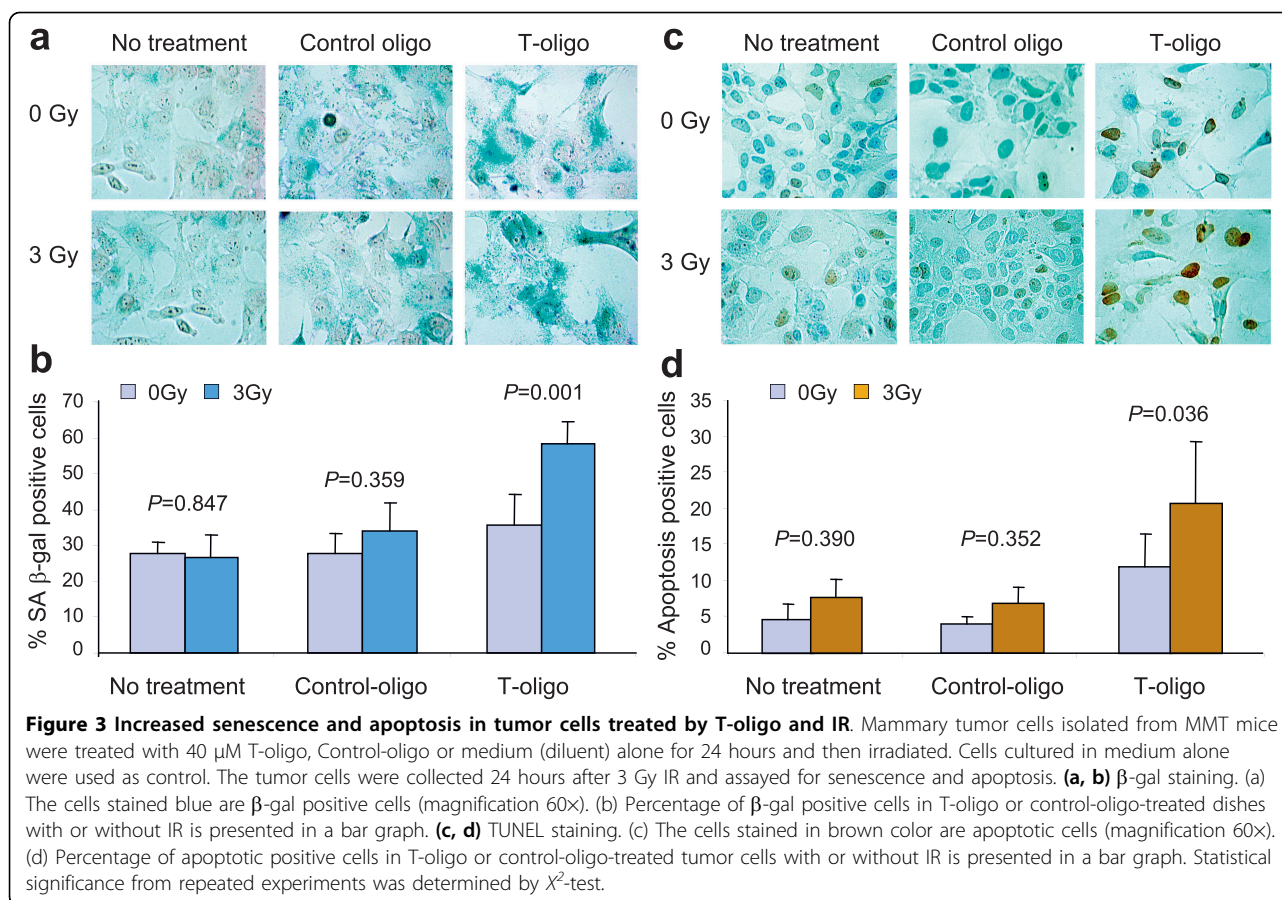 a
No treatment Control oligo T-oligo
0 Gy
3 Gy
c
No treatment Control oligo T-oligo
0 Gy
3 Gy
b
0Gy 3Gy
% SA β-gal positive cells
70
60
50
40
30
20
10
0
P=0.847
P=0.359
P=0.001
No treatment Control-oligo T-oligo
d
0Gy 3Gy
% Apoptosis positive cells
35
30
25
20
15
10
5
0
P=0.390
P=0.352
P=0.036
No treatment Control-oligo T-oligo
Figure 3 Increased senescence and apoptosis in tumor cells treated by T-oligo and IR. Mammary tumor cells isolated from MMT mice
were treated with 40 μM T-oligo, Control-oligo or medium (diluent) alone for 24 hours and then irradiated. Cells cultured in medium alone
were used as control. The tumor cells were collected 24 hours after 3 Gy IR and assayed for senescence and apoptosis. (a, b) β-gal staining. (a)
The cells stained blue are β-gal positive cells (magnification 60×). (b) Percentage of β-gal positive cells in T-oligo or control-oligo-treated dishes
with or without IR is presented in a bar graph. (c, d) TUNEL staining. (c) The cells stained in brown color are apoptotic cells (magnification 60×).
(d) Percentage of apoptotic positive cells in T-oligo or control-oligo-treated tumor cells with or without IR is presented in a bar graph. Statistical
significance from repeated experiments was determined by X²-test.